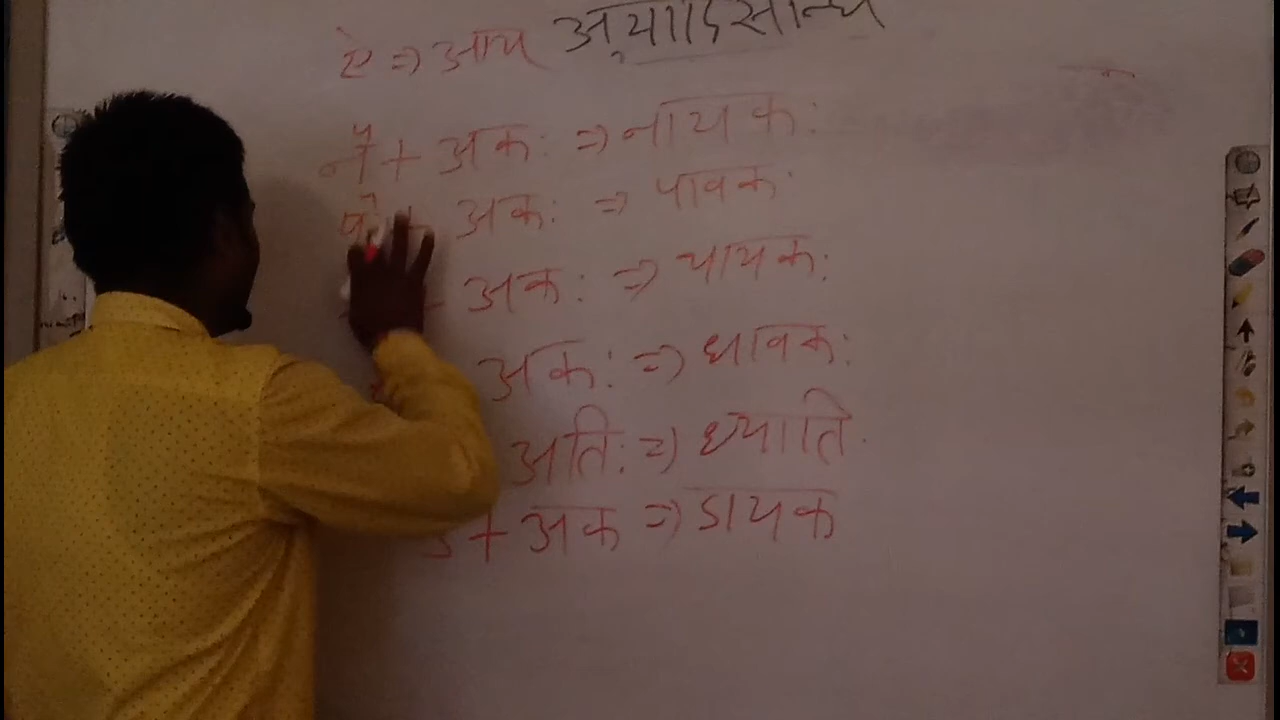 ऐ => आय् अयादिसन्धि
नै + अकः => नायकः
पौ + अकः => पावकः
अकः => यायकः
अकः => धावकः
अतिः => ध्याति
+ अक => डायक